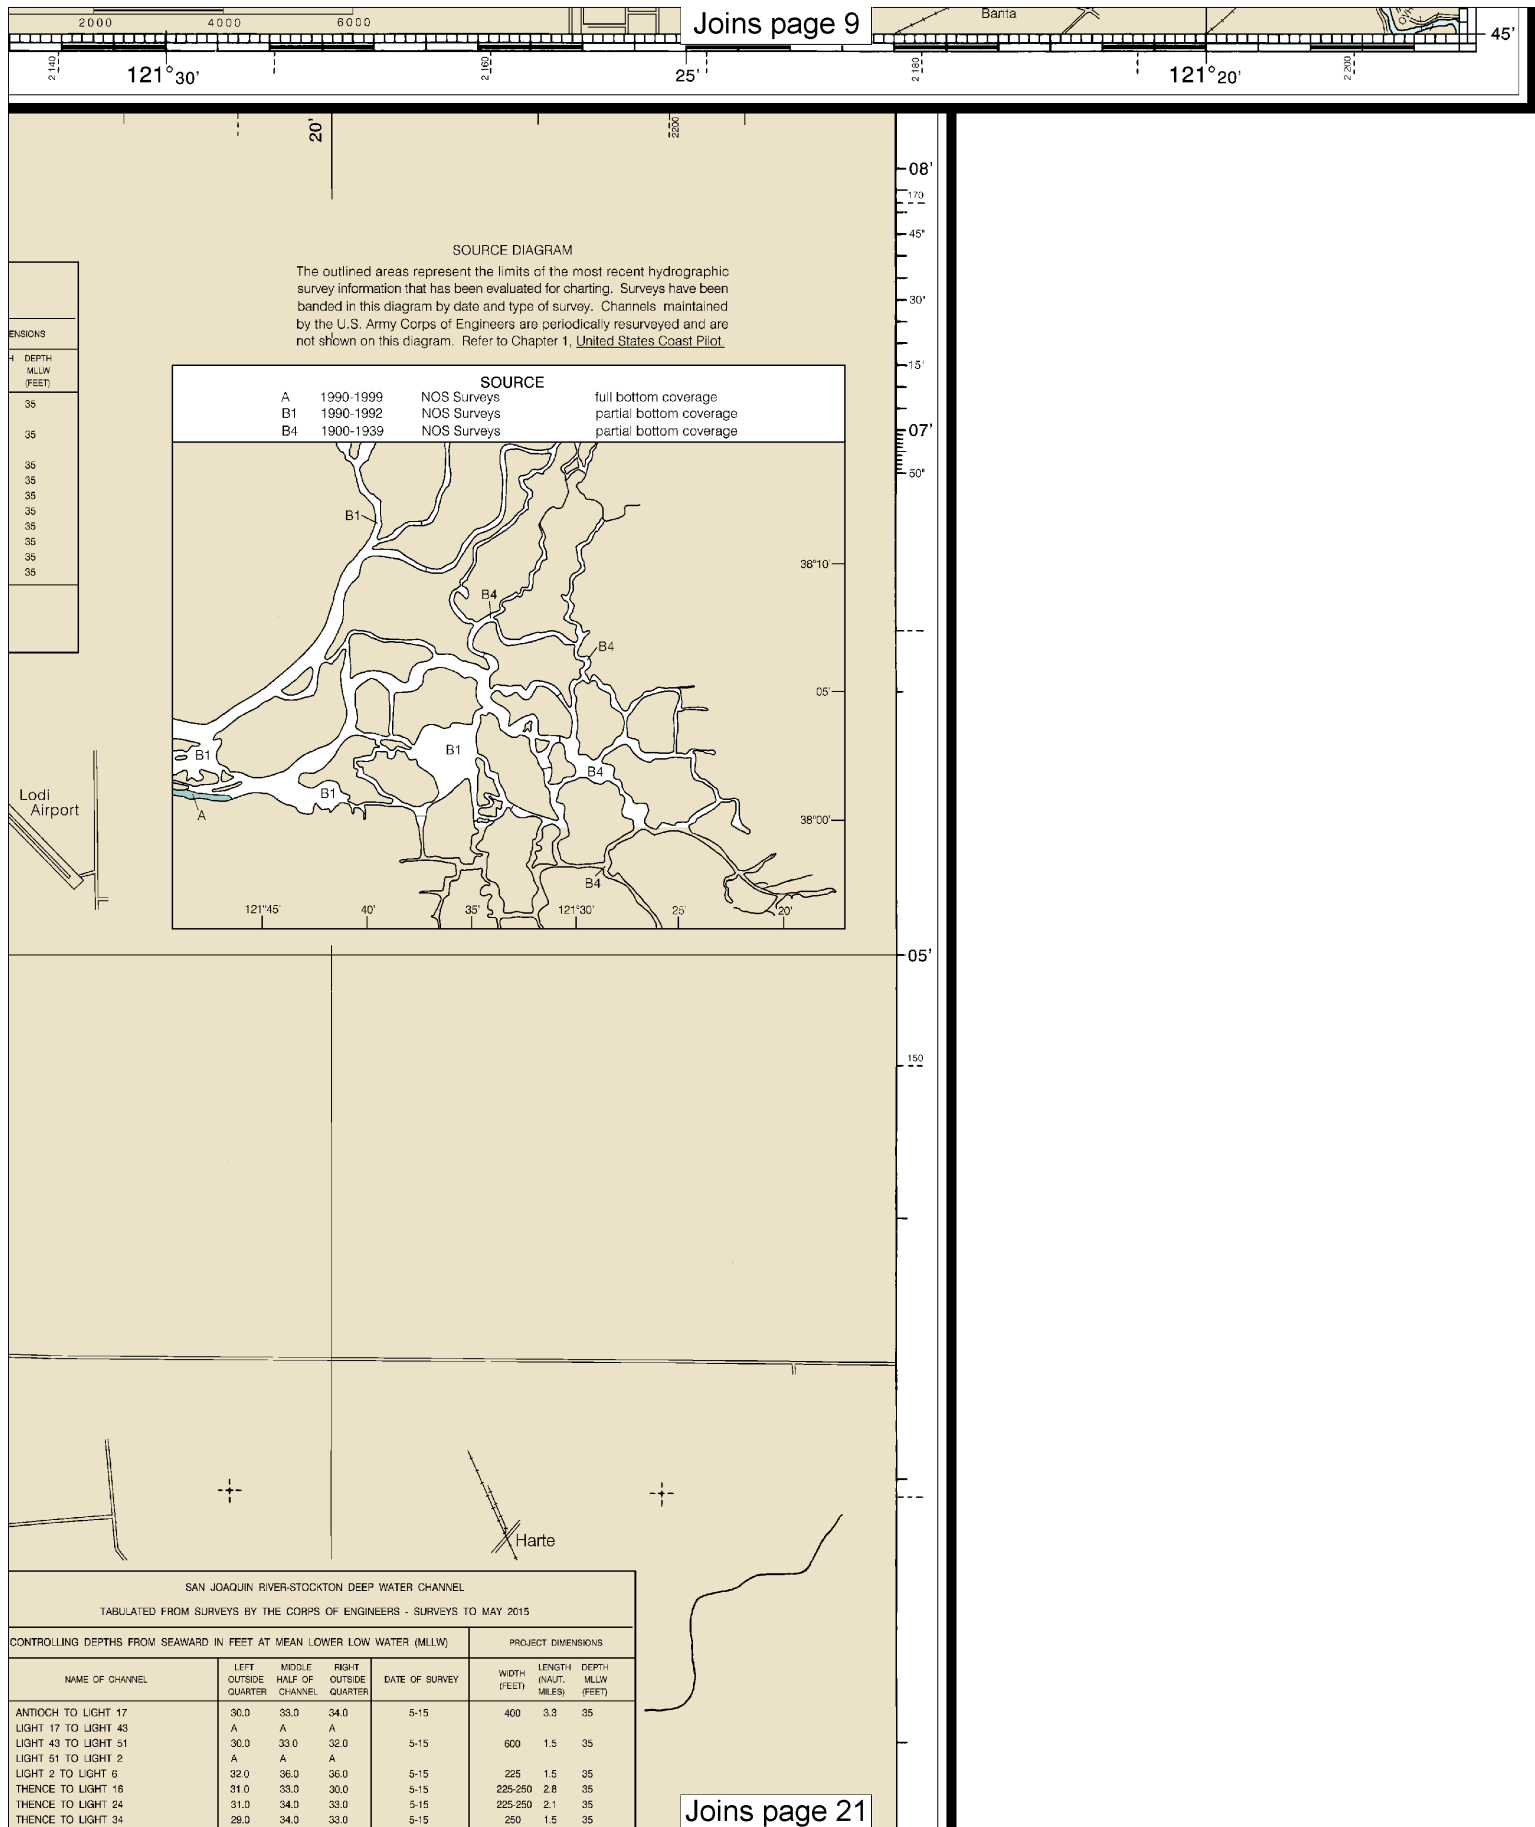 2000 4000 6000
Joins page 9
Banta
45'
2 140
121°30'
2 160
25'
2 180
121°20'
2 200
20'
2200
08'
170
45"
30"
15'
07'
50"
05'
150
SOURCE DIAGRAM
The outlined areas represent the limits of the most recent hydrographic
survey information that has been evaluated for charting. Surveys have been
banded in this diagram by date and type of survey. Channels maintained
by the U.S. Army Corps of Engineers are periodically resurveyed and are
not shown on this diagram. Refer to Chapter 1, United States Coast Pilot.
ENSIONS
H DEPTH
MLLW
(FEET)
35
35
35
35
35
35
35
35
35
35
SOURCE
A 1990-1999 NOS Surveys full bottom coverage
B1 1990-1992 NOS Surveys partial bottom coverage
B4 1900-1939 NOS Surveys partial bottom coverage
B1
38°10'
B4
B4
05'
B1
B1
B4
B1
A
38°00'
B4
121°45' 40' 35' 121°30' 25' 20'
Lodi
Airport
Harte
SAN JOAQUIN RIVER-STOCKTON DEEP WATER CHANNEL
TABULATED FROM SURVEYS BY THE CORPS OF ENGINEERS - SURVEYS TO MAY 2015
CONTROLLING DEPTHS FROM SEAWARD IN FEET AT MEAN LOWER LOW WATER (MLLW) PROJECT DIMENSIONS
NAME OF CHANNEL LEFT OUTSIDE QUARTER MIDDLE HALF OF CHANNEL RIGHT OUTSIDE QUARTER DATE OF SURVEY WIDTH (FEET) LENGTH (NAUT. MILES) DEPTH MLLW (FEET)
ANTIOCH TO LIGHT 17 30.0 33.0 34.0 5-15 400 3.3 35
LIGHT 17 TO LIGHT 43 A A A
LIGHT 43 TO LIGHT 51 30.0 33.0 32.0 5-15 600 1.5 35
LIGHT 51 TO LIGHT 2 A A A
LIGHT 2 TO LIGHT 6 32.0 36.0 36.0 5-15 225 1.5 35
THENCE TO LIGHT 16 31.0 33.0 30.0 5-15 225-250 2.8 35
THENCE TO LIGHT 24 31.0 34.0 33.0 5-15 225-250 2.1 35
THENCE TO LIGHT 34 29.0 34.0 33.0 5-15 250 1.5 35
Joins page 21